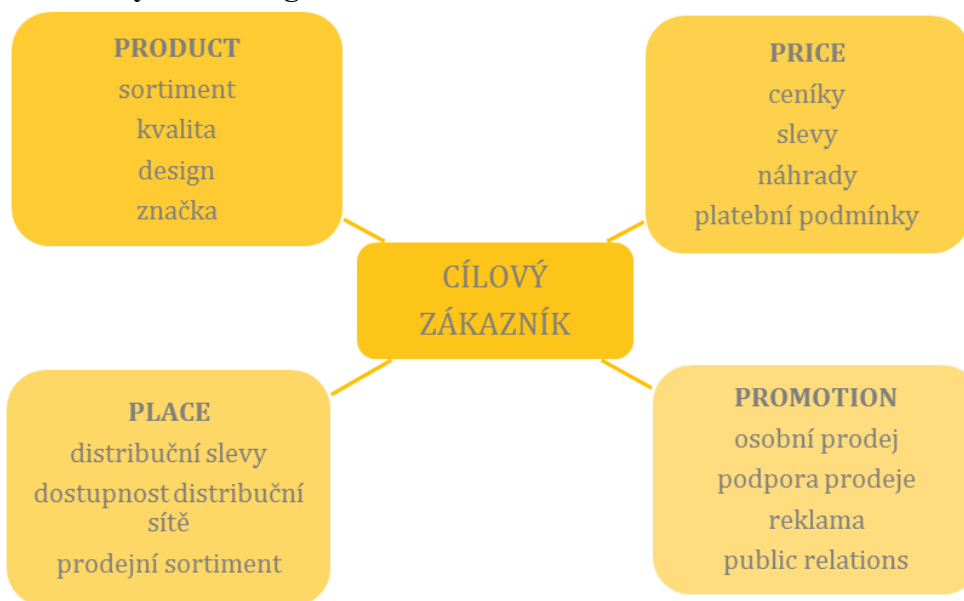 PRODUCT
sortiment
kvalita
design
značka
PRICE
ceníky
slevy
náhrady
platební podmínky
CÍLOVÝ
ZÁKAZNÍK
PLACE
distribuční slevy
dostupnost distribuční
sítě
prodejní sortiment
PROMOTION
osobní prodej
podpora prodeje
reklama
public relations